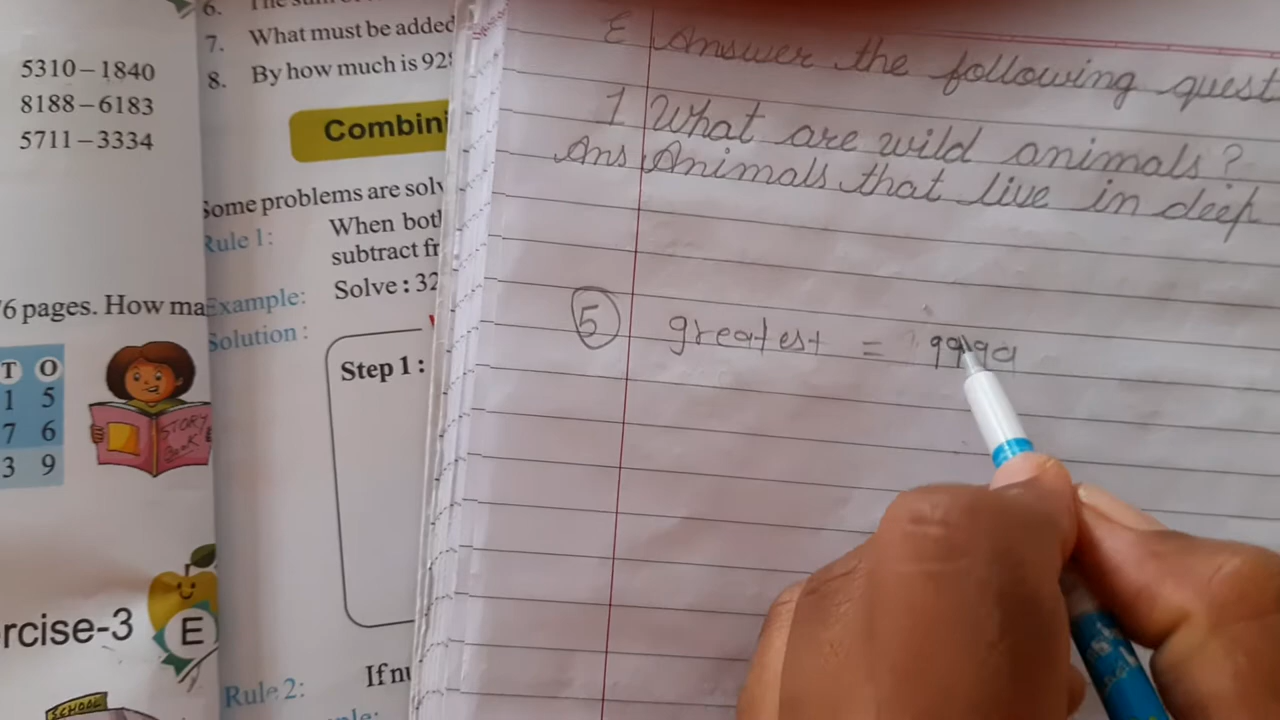 5310–1840
8188–6183
5711–3334
6 pages. How ma
T O
1 5
7 6
3 9
STORY Book
rcise-3
E
SCHOOL
6.
7. What must be added
8. By how much is 92
Combini
Some problems are solv
Rule 1: When bot
subtract fr
Example: Solve : 32
Solution :
Step 1 :
Rule 2: If nu
E Answer the following quest
1 What are wild animals?
Ans Animals that live in deep
5 greatest = 9999